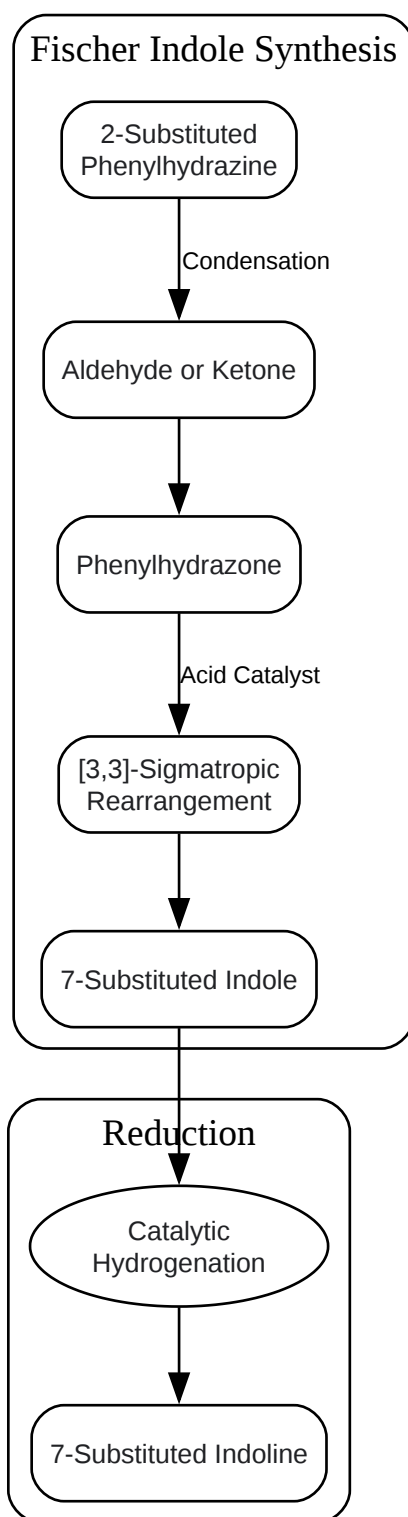 Fischer Indole Synthesis
2-Substituted
Phenylhydrazine
Condensation
Aldehyde or Ketone
Phenylhydrazone
Acid Catalyst
[3,3]-Sigmatropic
Rearrangement
7-Substituted Indole
Reduction
Catalytic
Hydrogenation
7-Substituted Indoline